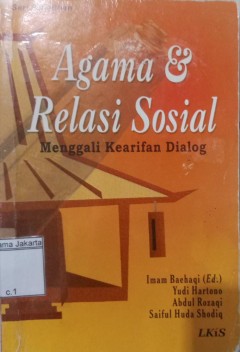 Agama &
Relasi Sosial
Menggali Kearifan Dialog
ama Jakarta
c.1
Imam Baehaqi (Ed.)
Yudi Hartono
Abdul Rozaqi
Saiful Huda Shodiq
LKiS